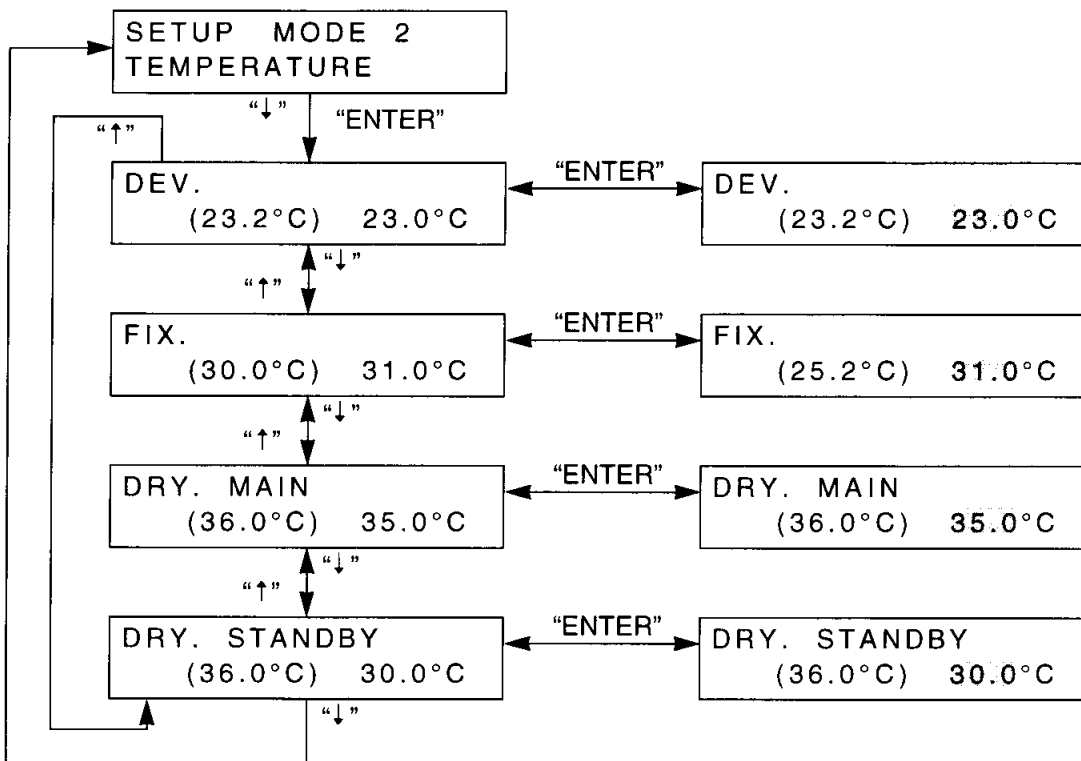 SETUP MODE 2
TEMPERATURE
“↓”
“ENTER”
“↑”
DEV.
(23.2°C) 23.0°C
“ENTER”
DEV.
(23.2°C) 23.0°C
“↓”
“↑”
FIX.
(30.0°C) 31.0°C
“ENTER”
FIX.
(25.2°C) 31.0°C
“↓”
“↑”
DRY. MAIN
(36.0°C) 35.0°C
“ENTER”
DRY. MAIN
(36.0°C) 35.0°C
“↓”
“↑”
DRY. STANDBY
(36.0°C) 30.0°C
“ENTER”
DRY. STANDBY
(36.0°C) 30.0°C
“↓”